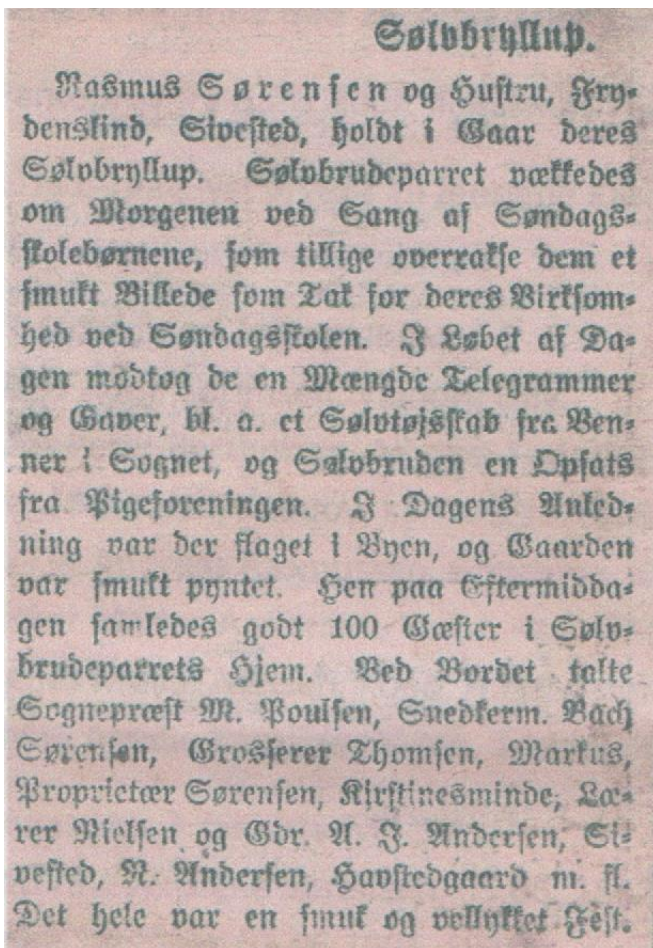 Sølvbryllup.
Rasmus Sørensen og Hustru, Fry-
denslind, Sivested, holdt i Gaar deres
Sølvbryllup. Sølvbrudeparret vækkedes
om Morgenen ved Sang af Søndags-
skolebørnene, som tillige overrakse dem et
smukt Billede som Tak for deres Virksom-
hed ved Søndagsskolen. I Løbet af Da-
gen modtog de en Mængde Telegrammer
og Gaver, bl. a. et Sølvtøjsskab fra Ven-
ner i Sognet, og Sølvbruden en Opsats
fra Pigeforeningen. I Dagens Anled-
ning var der flaget i Byen, og Gaarden
var smukt pyntet. Hen paa Eftermidda-
gen samledes godt 100 Gæster i Sølv-
brudeparrets Hjem. Ved Bordet talte
Sognepræst M. Poulsen, Snedkerm. Bach
Sørensen, Grosserer Thomsen, Markus,
Proprietær Sørensen, Kirstinesminde, Læ-
rer Nielsen og Gdr. A. J. Andersen, Si-
vested, N. Andersen, Havstedgaard m. fl.
Det hele var en smuk og vellykket Fest.